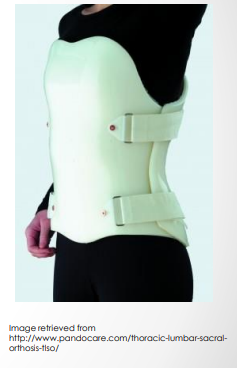 Image retrieved from
http://www.pandocare.com/thoracic-lumbar-sacral-
orthosis-tlso/